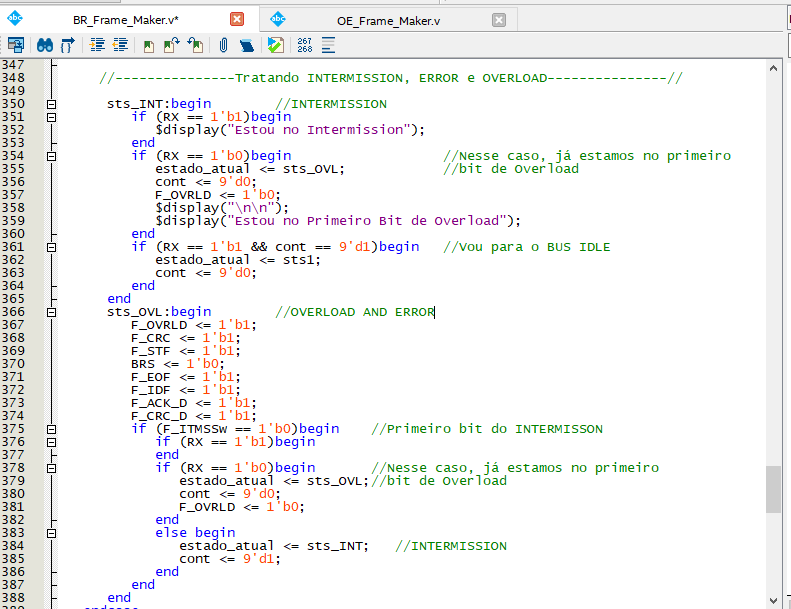 BR_Frame_Maker.v*
OE_Frame_Maker.v
267
268
347
348 //---------------Tratando INTERMISSION, ERROR e OVERLOAD---------------//
349
350 sts_INT:begin //INTERMISSION
351 if (RX == 1'b1)begin
352 $display("Estou no Intermission");
353 end
354 if (RX == 1'b0)begin //Nesse caso, já estamos no primeiro
355 estado_atual <= sts_OVL; //bit de Overload
356 cont <= 9'd0;
357 F_OVRLD <= 1'b0;
358 $display("\n\n");
359 $display("Estou no Primeiro Bit de Overload");
360 end
361 if (RX == 1'b1 && cont == 9'd1)begin //Vou para o BUS IDLE
362 estado_atual <= sts1;
363 cont <= 9'd0;
364 end
365 end
366 sts_OVL:begin //OVERLOAD AND ERROR
367 F_OVRLD <= 1'b1;
368 F_CRC <= 1'b1;
369 F_STF <= 1'b1;
370 BRS <= 1'b0;
371 F_EOF <= 1'b1;
372 F_IDF <= 1'b1;
373 F_ACK_D <= 1'b1;
374 F_CRC_D <= 1'b1;
375 if (F_ITMSSW == 1'b0)begin //Primeiro bit do INTERMISSON
376 if (RX == 1'b1)begin
377 end
378 if (RX == 1'b0)begin //Nesse caso, já estamos no primeiro
379 estado_atual <= sts_OVL;//bit de Overload
380 cont <= 9'd0;
381 F_OVRLD <= 1'b0;
382 end
383 else begin
384 estado_atual <= sts_INT; //INTERMISSION
385 cont <= 9'd1;
386 end
387 end
388 end